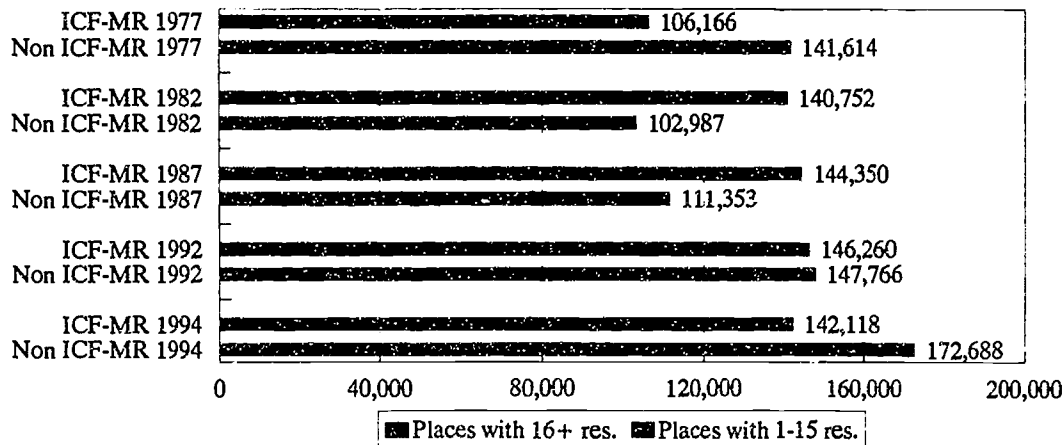 ICF-MR 1977 106,166
Non ICF-MR 1977 141,614
ICF-MR 1982 140,752
Non ICF-MR 1982 102,987
ICF-MR 1987 144,350
Non ICF-MR 1987 111,353
ICF-MR 1992 146,260
Non ICF-MR 1992 147,766
ICF-MR 1994 142,118
Non ICF-MR 1994 172,688
0 40,000 80,000 120,000 160,000 200,000
Places with 16+ res. Places with 1-15 res.